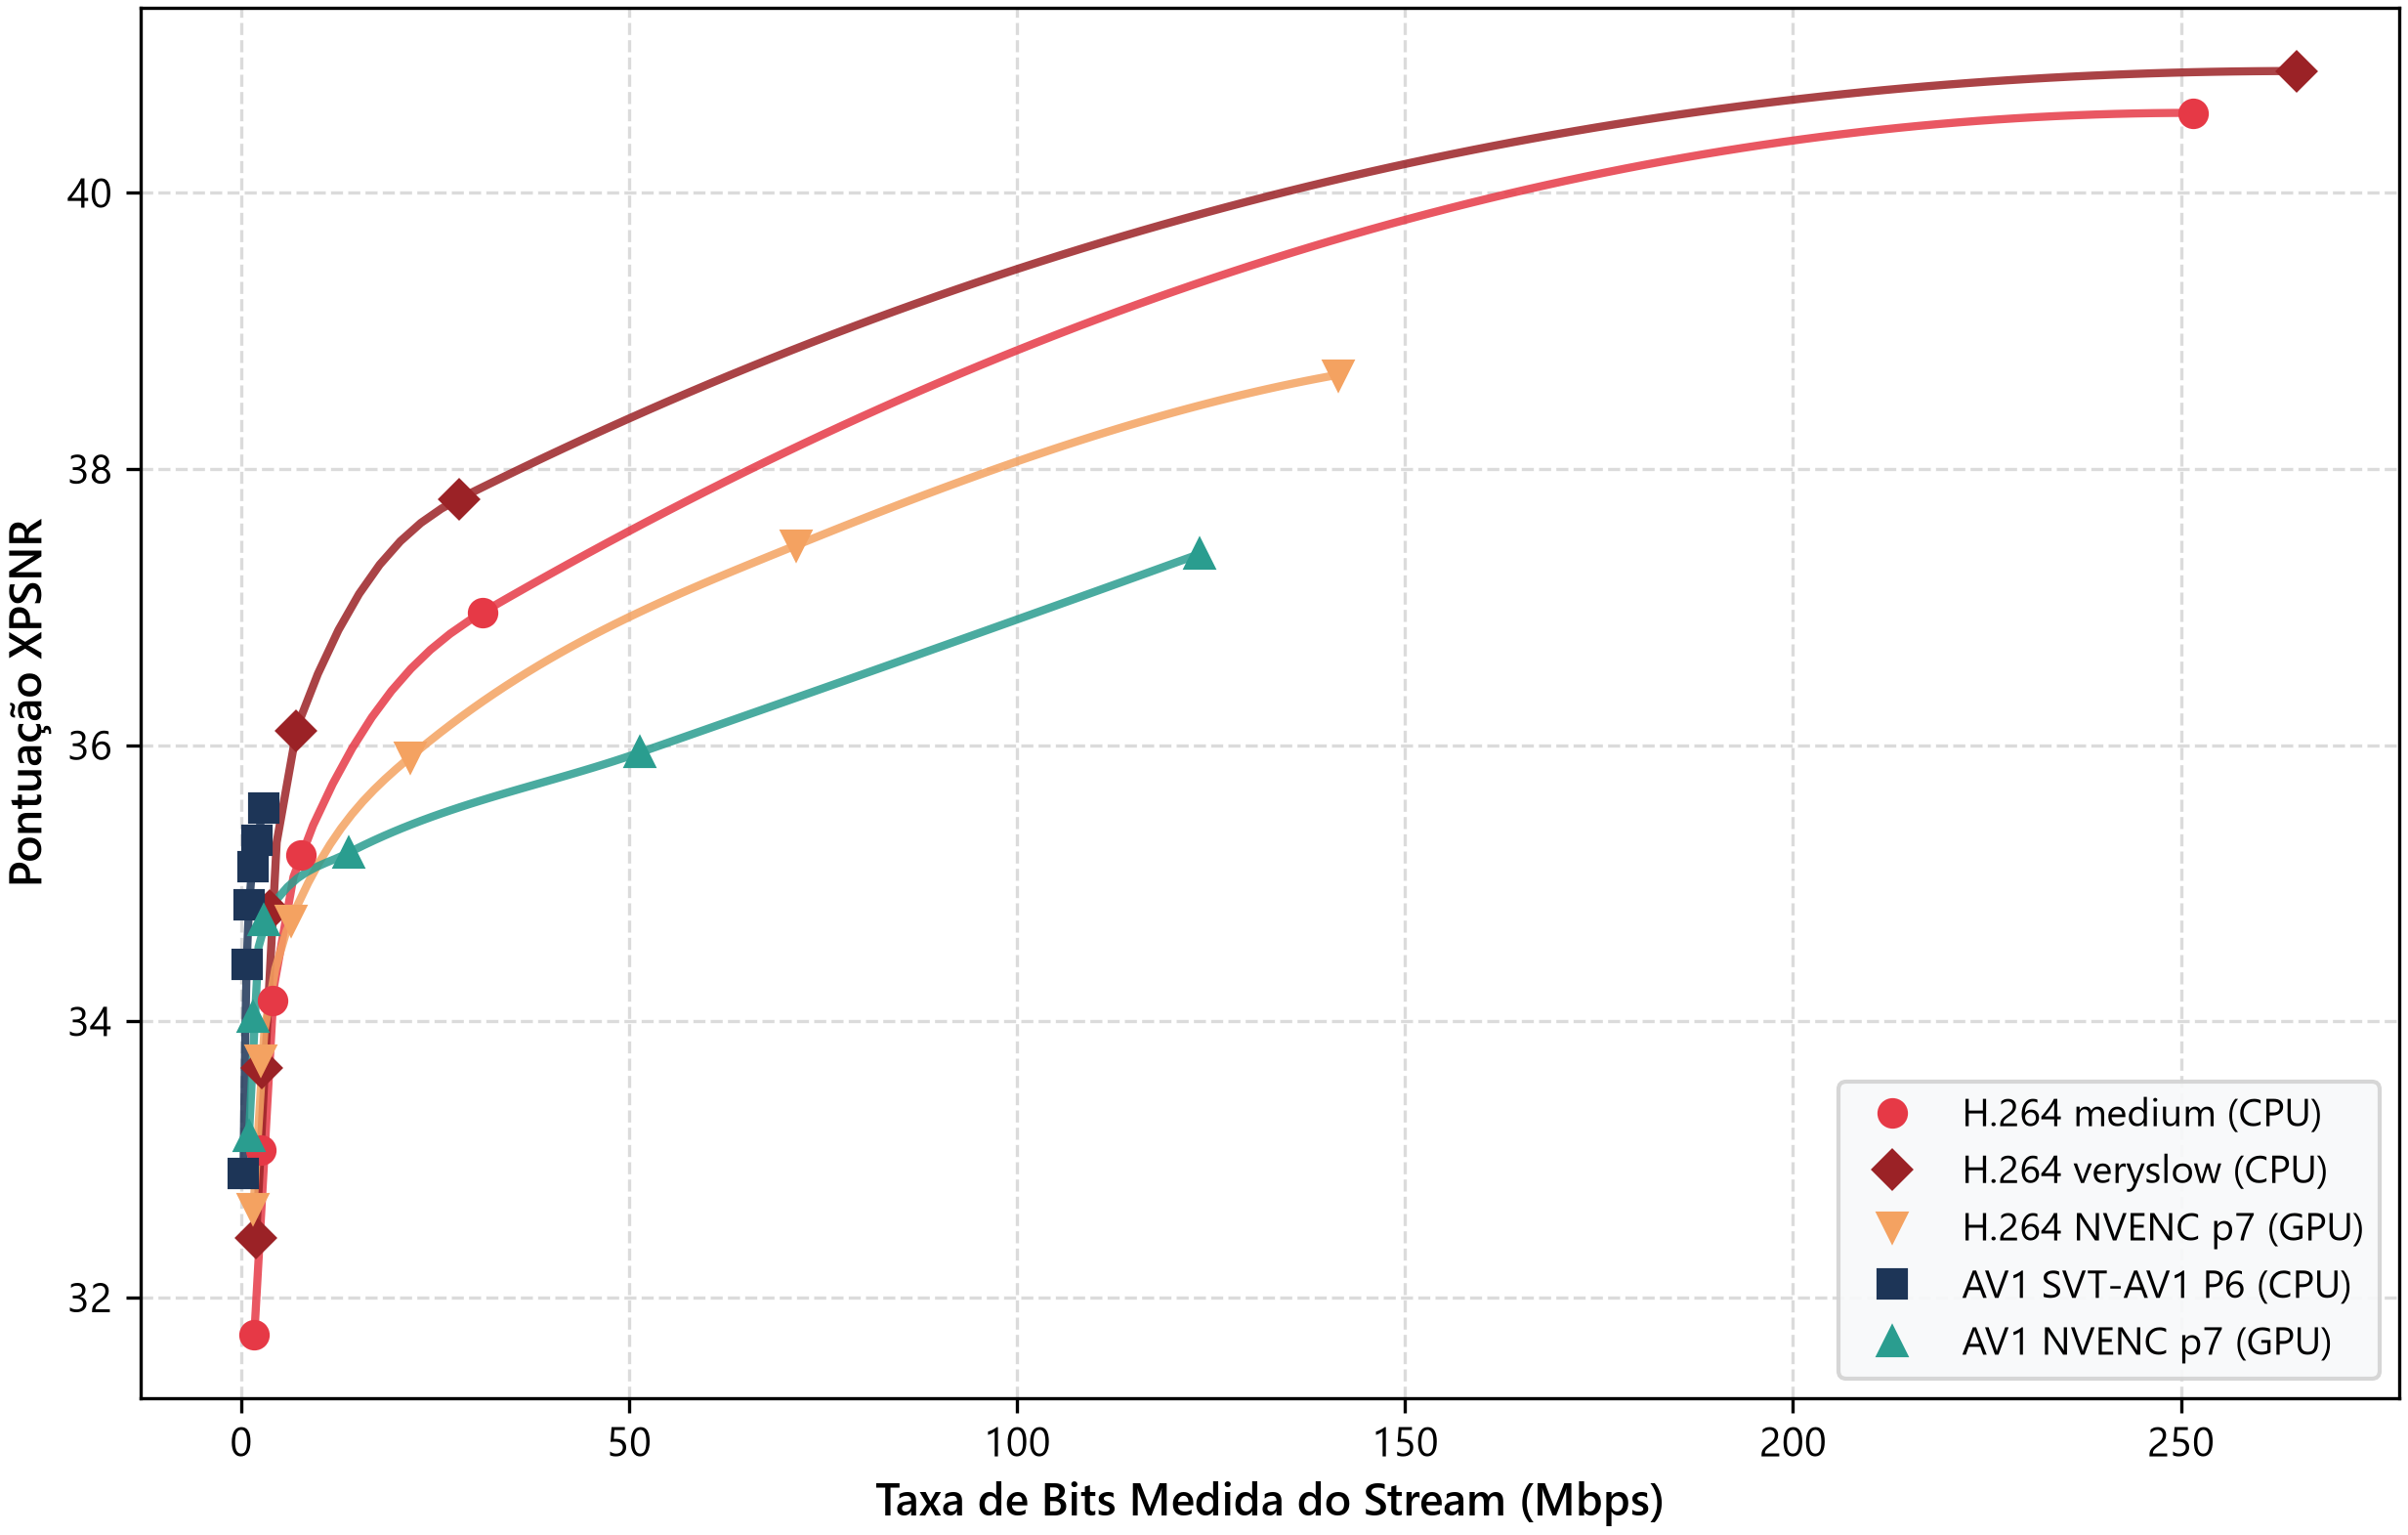 Pontuação XPSNR
40
38
36
34
32
0 50 100 150 200 250
Taxa de Bits Medida do Stream (Mbps)
H.264 medium (CPU)
H.264 veryslow (CPU)
H.264 NVENC p7 (GPU)
AV1 SVT-AV1 P6 (CPU)
AV1 NVENC p7 (GPU)